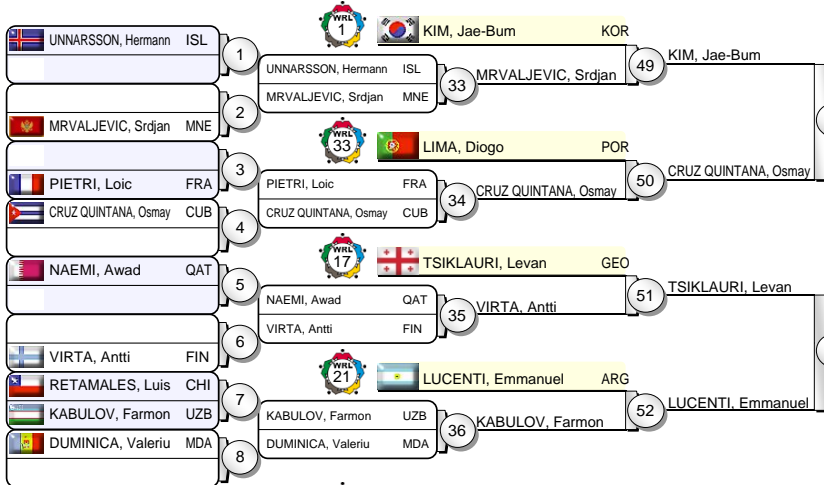 UNNARSSON, Hermann ISL
1
MRVALJEVIC, Srdjan MNE
2
PIETRI, Loic FRA
3
CRUZ QUINTANA, Osmay CUB
4
NAEMI, Awad QAT
5
VIRTA, Antti FIN
6
RETAMALES, Luis CHI
KABULOV, Farmon UZB
7
DUMINICA, Valeriu MDA
8
WRL
1
KIM, Jae-Bum KOR
UNNARSSON, Hermann ISL
MRVALJEVIC, Srdjan MNE
33
MRVALJEVIC, Srdjan
49
KIM, Jae-Bum
WRL
33
LIMA, Diogo POR
PIETRI, Loic FRA
CRUZ QUINTANA, Osmay CUB
34
CRUZ QUINTANA, Osmay
50
CRUZ QUINTANA, Osmay
WRL
17
TSIKLAURI, Levan GEO
NAEMI, Awad QAT
VIRTA, Antti FIN
35
VIRTA, Antti
51
TSIKLAURI, Levan
WRL
21
LUCENTI, Emmanuel ARG
KABULOV, Farmon UZB
DUMINICA, Valeriu MDA
36
KABULOV, Farmon
52
LUCENTI, Emmanuel